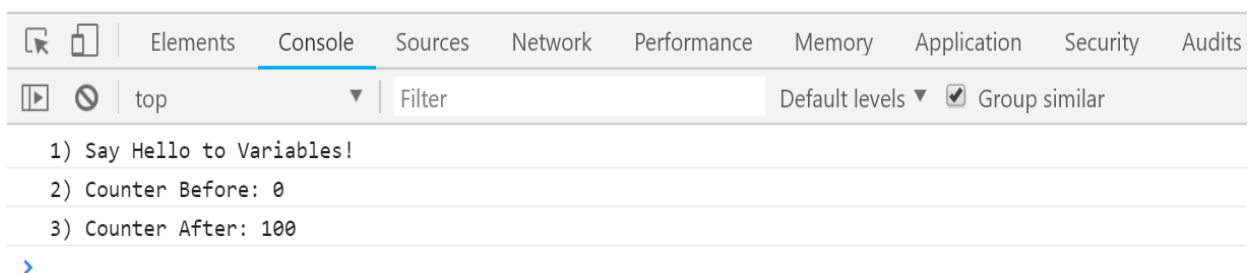 Elements Console Sources Network Performance Memory Application Security Audits
top Filter Default levels Group similar
1) Say Hello to Variables!
2) Counter Before: 0
3) Counter After: 100